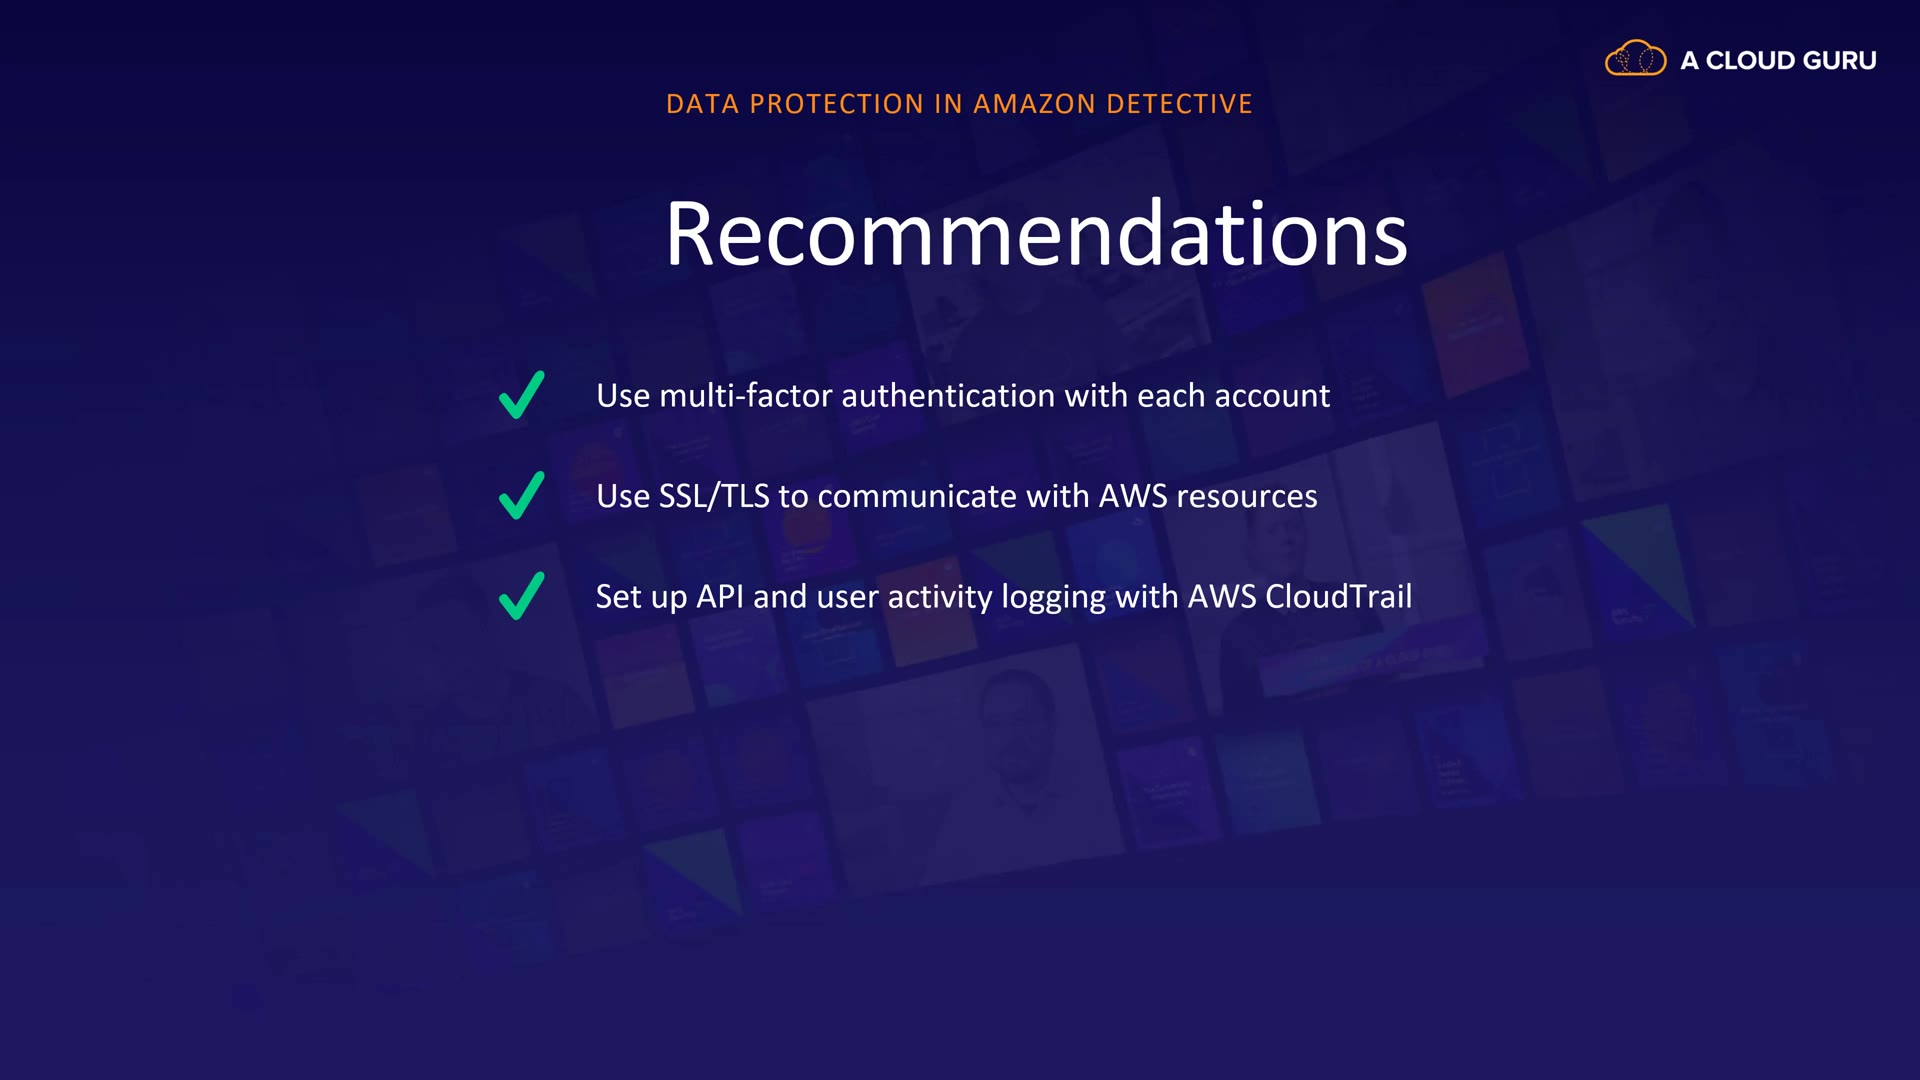 A CLOUD GURU
DATA PROTECTION IN AMAZON DETECTIVE
Recommendations
Use multi-factor authentication with each account
Use SSL/TLS to communicate with AWS resources
Set up API and user activity logging with AWS CloudTrail